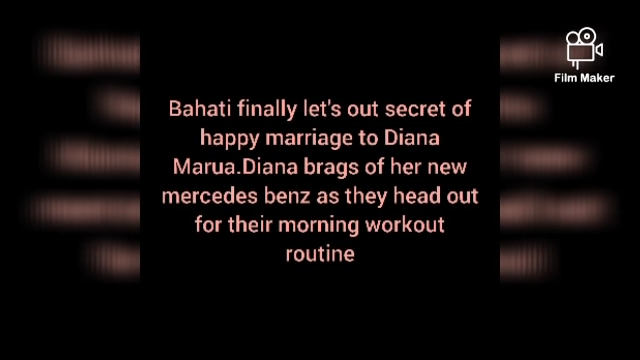 Film Maker
Bahati finally let's out secret of
happy marriage to Diana
Marua.Diana brags of her new
mercedes benz as they head out
for their morning workout
routine